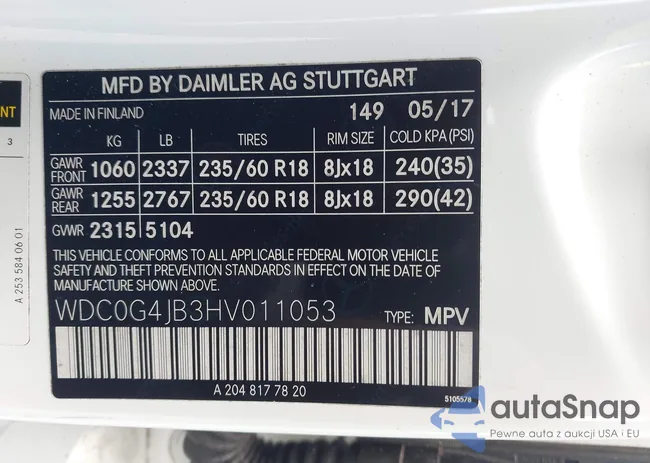 MFD BY DAIMLER AG STUTTGART
MADE IN FINLAND 149 05/17
KG LB TIRES RIM SIZE COLD KPA (PSI)
GAWR FRONT 1060 2337 235/60 R18 8Jx18 240(35)
GAWR REAR 1255 2767 235/60 R18 8Jx18 290(42)
GVWR 2315 5104
THIS VEHICLE CONFORMS TO ALL APPLICABLE FEDERAL MOTOR VEHICLE
SAFETY AND THEFT PREVENTION STANDARDS IN EFFECT ON THE DATE OF
MANUFACTURE SHOWN ABOVE.
WDC0G4JB3HV011053 TYPE: MPV
A 204 817 78 20
5105578
NT
3
A 253 584 06 01
autaSnap
Pewne auta z aukcji USA i EU